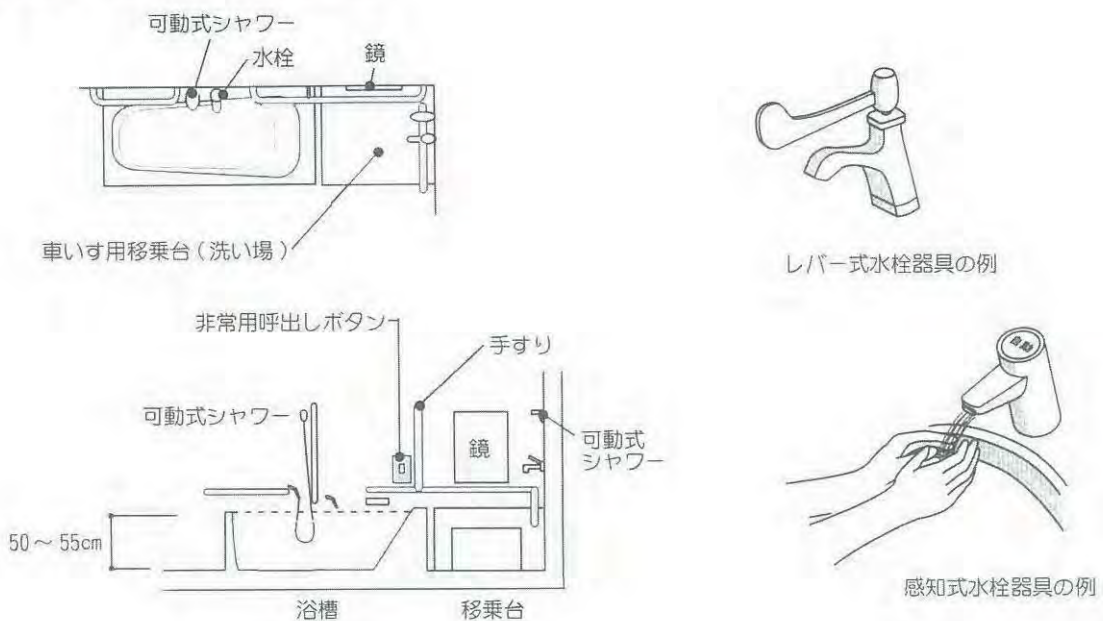 可動式シャワー
水栓
鏡
車いす用移乗台(洗い場)
レバー式水栓器具の例
非常用呼出しボタン
手すり
可動式シャワー
鏡
可動式
シャワー
50~55cm
浴槽
移乗台
自動
感知式水栓器具の例